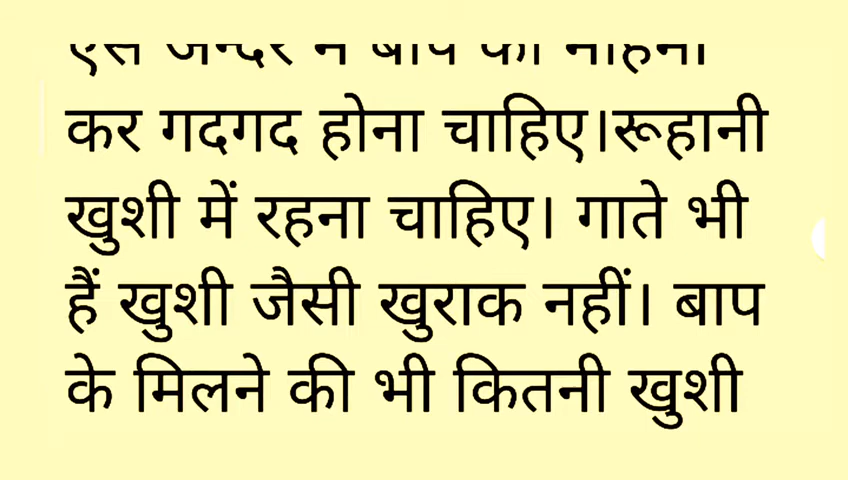 कर गदगद होना चाहिए।रूहानी
खुशी में रहना चाहिए। गाते भी
हैं खुशी जैसी खुराक नहीं। बाप
के मिलने की भी कितनी खुशी